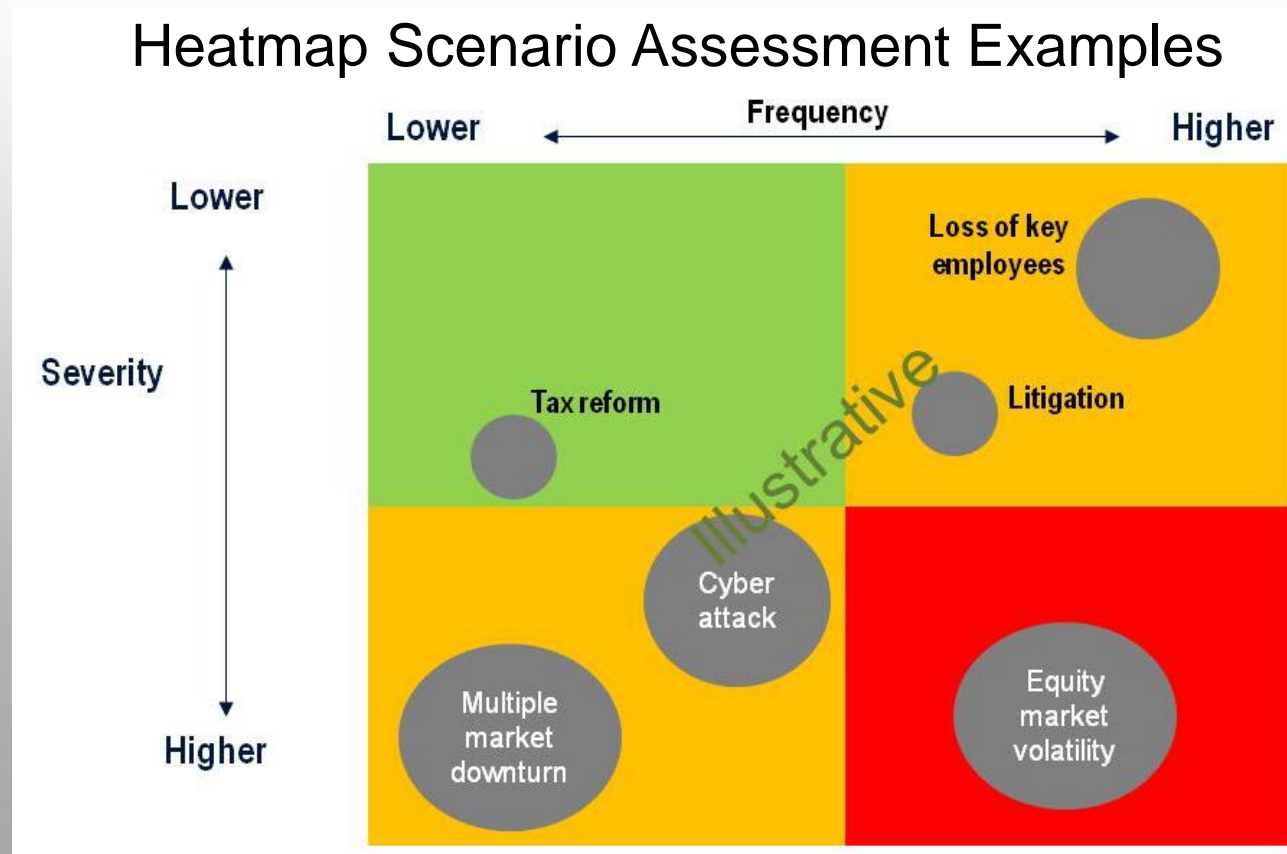 Heatmap Scenario Assessment Examples
Lower
Frequency
Higher
Lower
Severity
Higher
Loss of key
employees
Litigation
Tax reform
Illustrative
Cyber
attack
Multiple
market
downturn
Equity
market
volatility